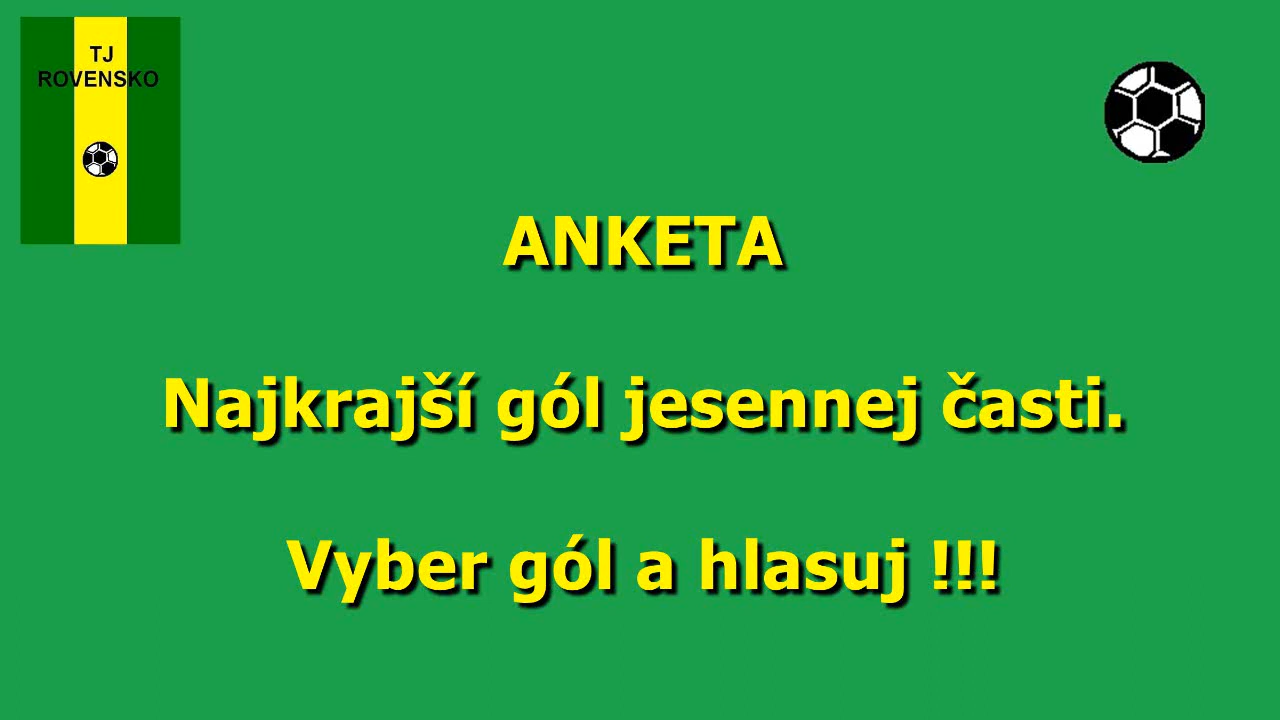 TJ
ROVENSKO
ANKETA
Najkrajší gól jesennej časti.
Vyber gól a hlasuj !!!